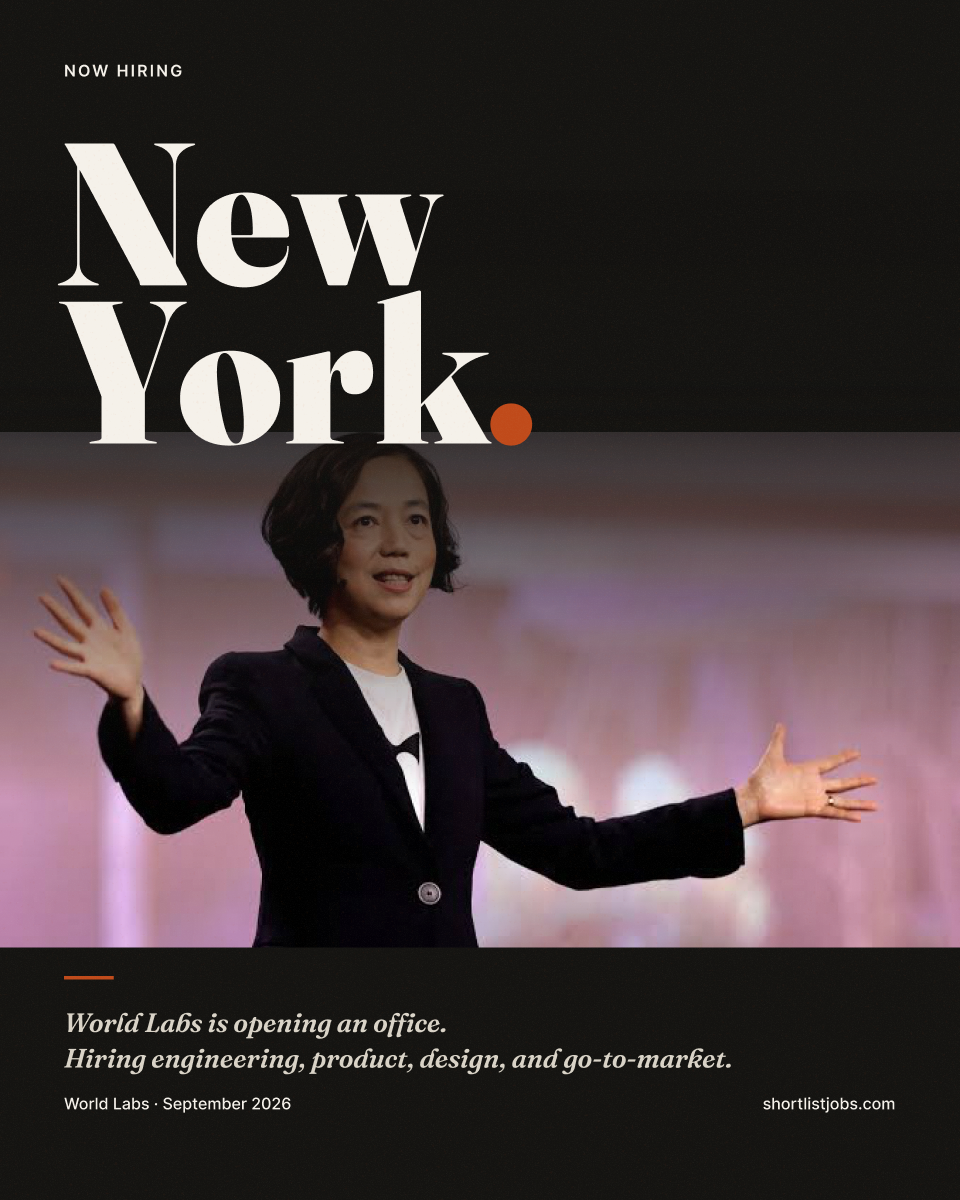 NOW HIRING
New
York.
World Labs is opening an office.
Hiring engineering, product, design, and go-to-market.
World Labs · September 2026
shortlistjobs.com